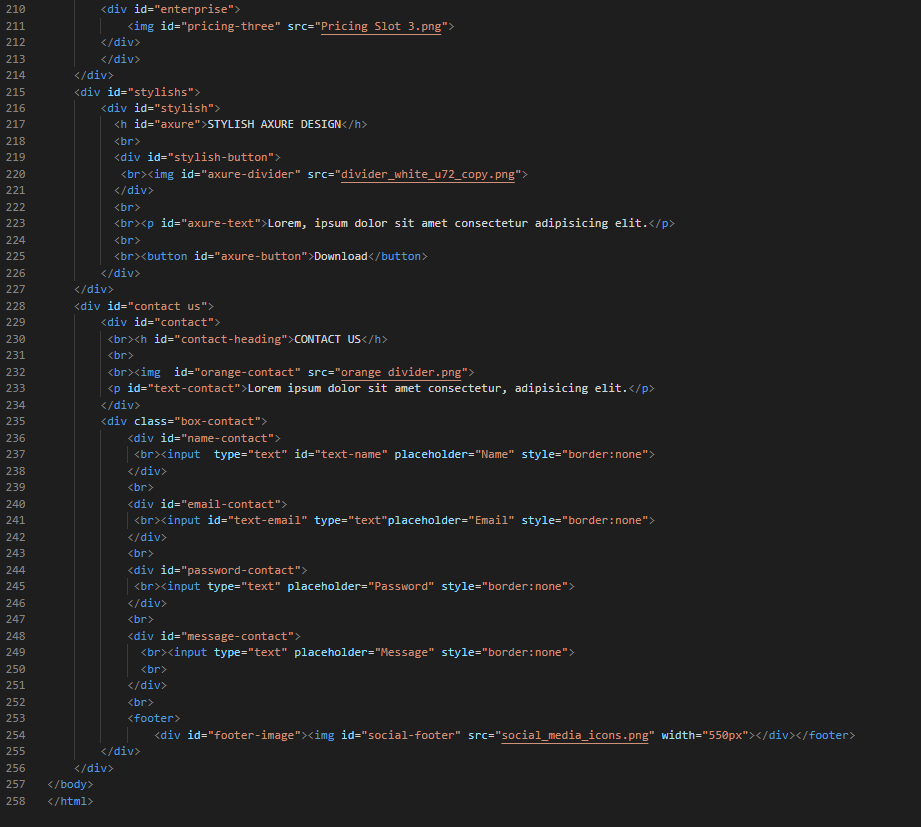 210 <div id="enterprise">
211 <img id="pricing-three" src="Pricing Slot 3.png">
212 </div>
213 </div>
214 </div>
215 <div id="stylishs">
216 <div id="stylish">
217 <h id="axure">STYLISH AXURE DESIGN</h>
218 <br>
219 <div id="stylish-button">
220 <br><img id="axure-divider" src="divider_white_u72_copy.png">
221 </div>
222 <br>
223 <br><p id="axure-text">Lorem, ipsum dolor sit amet consectetur adipisicing elit.</p>
224 <br>
225 <br><button id="axure-button">Download</button>
226 </div>
227 </div>
228 <div id="contact us">
229 <div id="contact">
230 <br><h id="contact-heading">CONTACT US</h>
231 <br>
232 <br><img  id="orange-contact" src="orange divider.png">
233 <p id="text-contact">Lorem ipsum dolor sit amet consectetur, adipisicing elit.</p>
234 </div>
235 <div class="box-contact">
236 <div id="name-contact">
237 <br><input  type="text" id="text-name" placeholder="Name" style="border:none">
238 </div>
239 <br>
240 <div id="email-contact">
241 <br><input id="text-email" type="text"placeholder="Email" style="border:none">
242 </div>
243 <br>
244 <div id="password-contact">
245 <br><input type="text" placeholder="Password" style="border:none">
246 </div>
247 <br>
248 <div id="message-contact">
249 <br><input type="text" placeholder="Message" style="border:none">
250 <br>
251 </div>
252 <br>
253 <footer>
254 <div id="footer-image"><img id="social-footer" src="social_media_icons.png" width="550px"></div></footer>
255 </div>
256 </div>
257 </body>
258 </html>